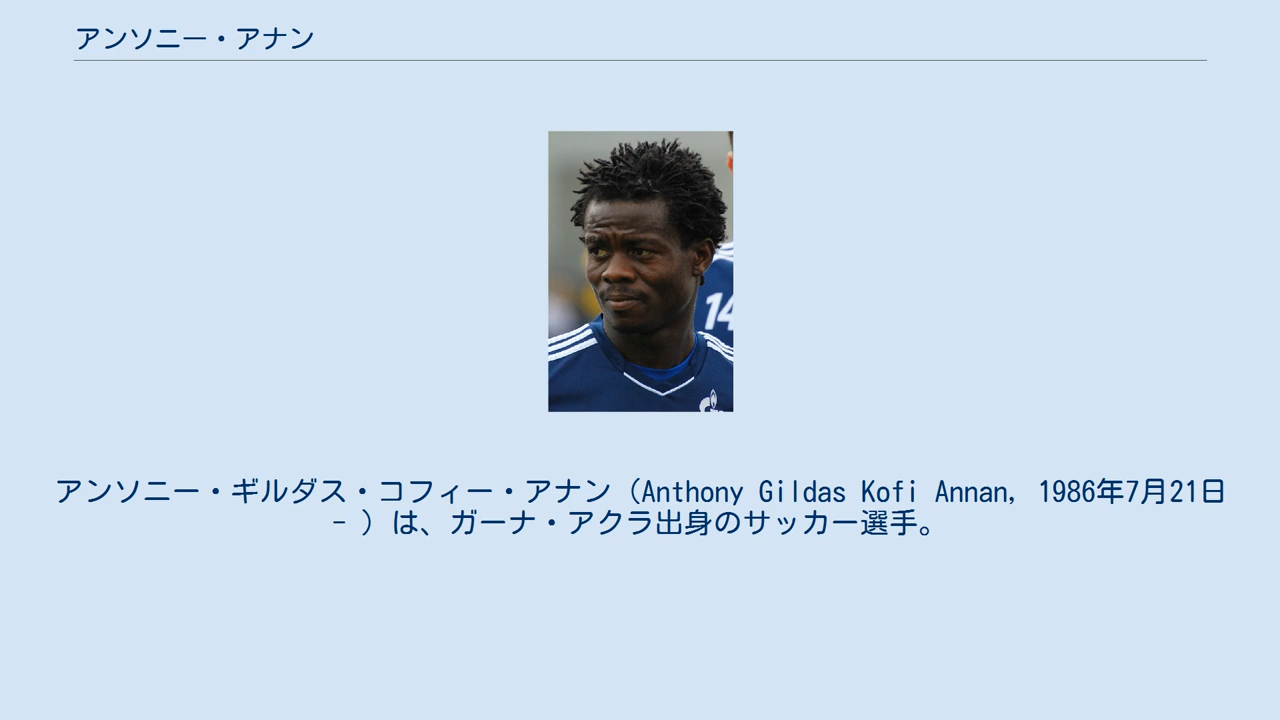 アンソニー・アナン
14
アンソニー・ギルダス・コフィー・アナン（Anthony Gildas Kofi Annan, 1986年7月21日
- ）は、ガーナ・アクラ出身のサッカー選手。